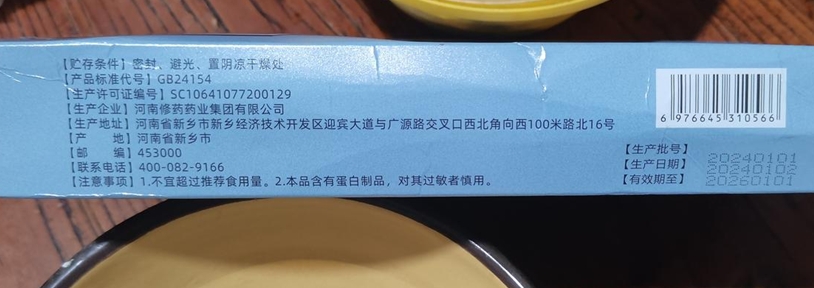 【贮存条件】密封、避光、置阴凉干燥处
【产品标准代号】GB24154
【生产许可证编号】SC10641077200129
【生产企业】河南修药药业集团有限公司
【生产地址】河南省新乡市新乡经济技术开发区迎宾大道与广源路交叉口西北角向西100米路北16号
【产　　地】河南省新乡市
【邮　　编】453000
【联系电话】400-082-9166
【注意事项】1.不宜超过推荐食用量。2.本品含有蛋白制品，对其过敏者慎用。
6 976645 310566
【生产批号】 20240101
【生产日期】 20240102
【有效期至】 20260101